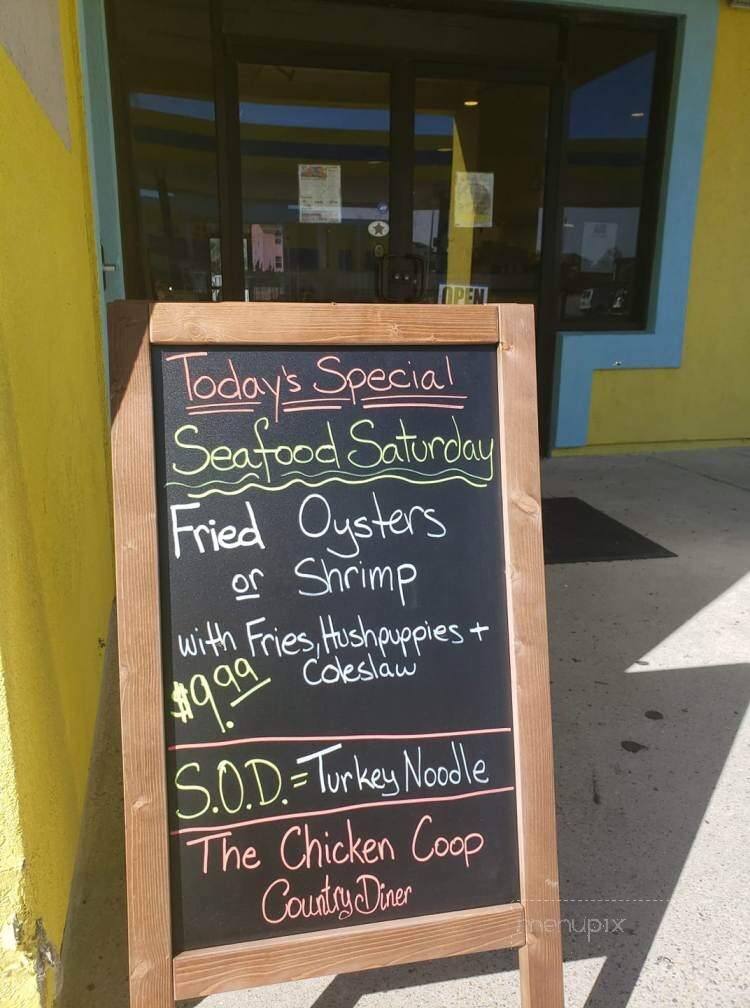 OPEN
Today's Special
Seafood Saturday
Fried Oysters
or Shrimp
with Fries, Hushpuppies +
Coleslaw
$9.99
S.O.D. = Turkey Noodle
The Chicken Coop
Country Diner
menupix